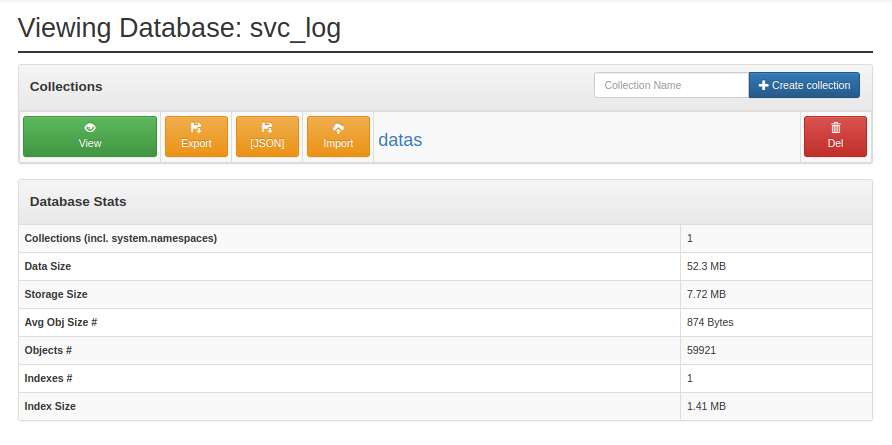 Viewing Database: svc_log
Collections
Collection Name
Create collection
View
Export
[JSON]
Import
datas
Del
Database Stats
Collections (incl. system.namespaces) 1
Data Size 52.3 MB
Storage Size 7.72 MB
Avg Obj Size # 874 Bytes
Objects # 59921
Indexes # 1
Index Size 1.41 MB